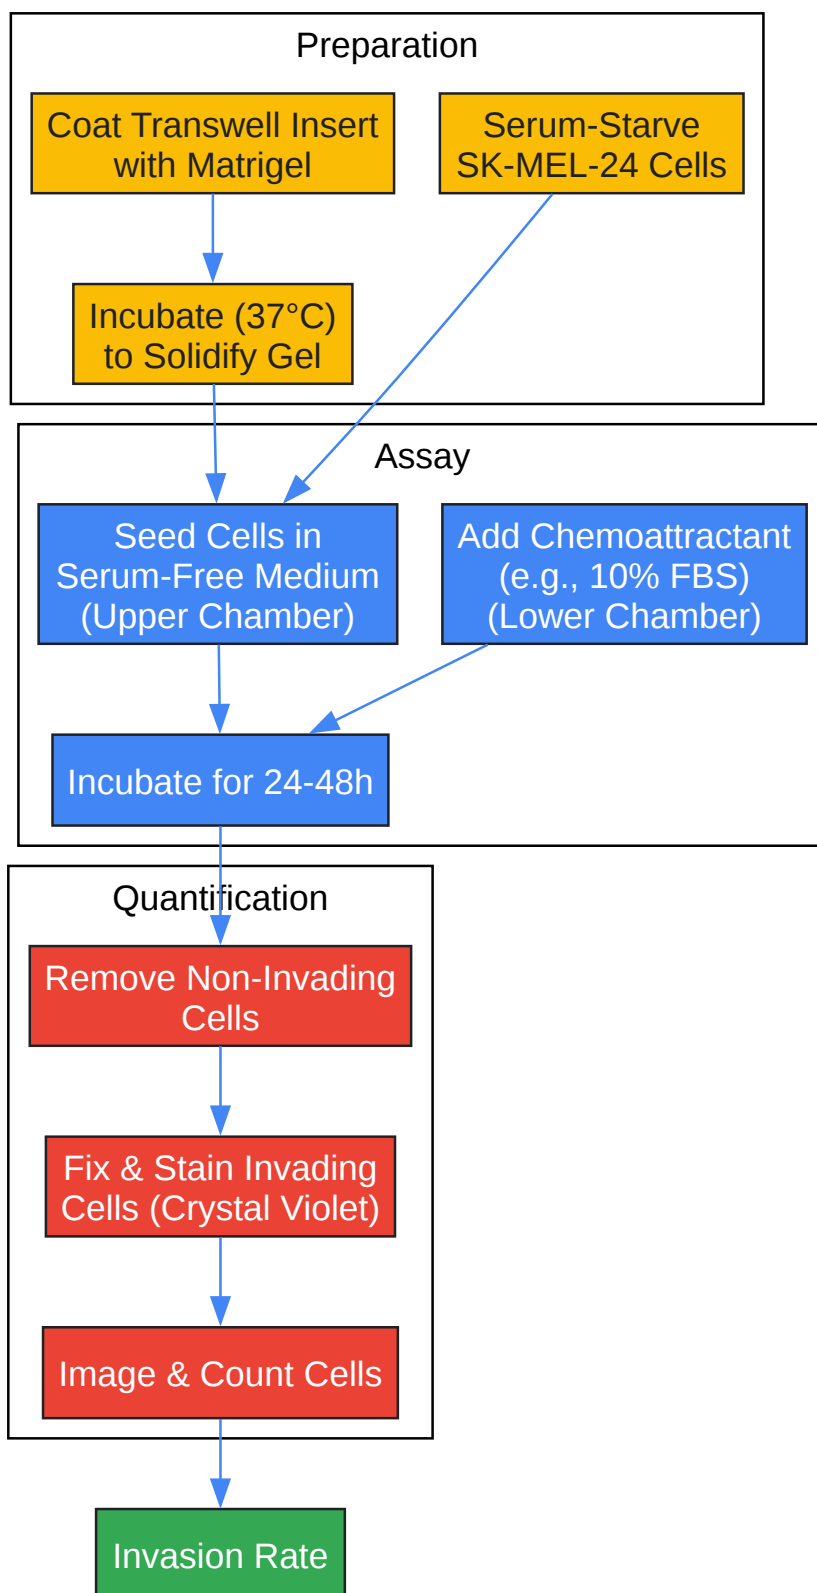 Preparation
Coat Transwell Insert
with Matrigel
Serum-Starve
SK-MEL-24 Cells
Incubate (37°C)
to Solidify Gel
Assay
Seed Cells in
Serum-Free Medium
(Upper Chamber)
Add Chemoattractant
(e.g., 10% FBS)
(Lower Chamber)
Incubate for 24-48h
Quantification
Remove Non-Invading
Cells
Fix & Stain Invading
Cells (Crystal Violet)
Image & Count Cells
Invasion Rate